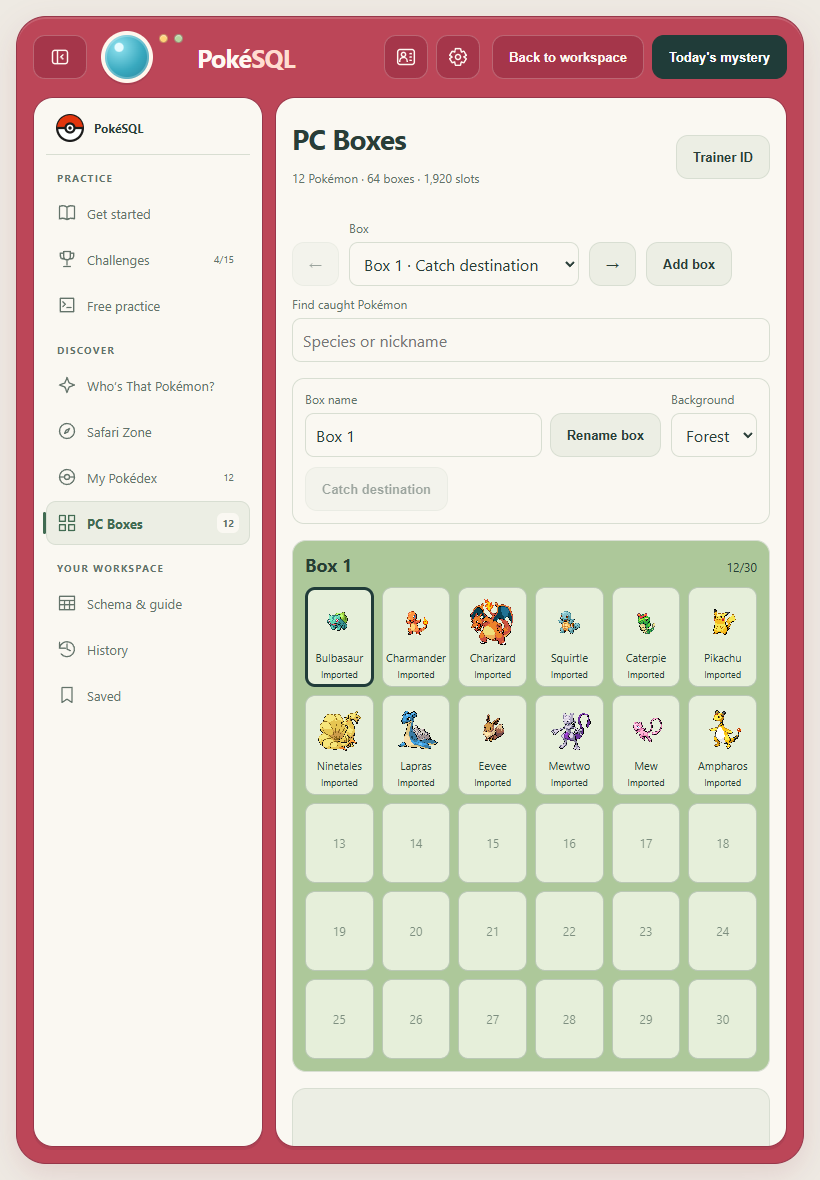 PokéSQL
Back to workspace
Today's mystery
PokéSQL
PRACTICE
Get started
Challenges 4/15
Free practice
DISCOVER
Who's That Pokémon?
Safari Zone
My Pokédex 12
PC Boxes 12
YOUR WORKSPACE
Schema & guide
History
Saved
PC Boxes
12 Pokémon · 64 boxes · 1,920 slots
Trainer ID
Box
← Box 1 · Catch destination → Add box
Find caught Pokémon
Species or nickname
Box name Background
Box 1 Rename box Forest
Catch destination
Box 1 12/30
Bulbasaur Charmander Charizard Squirtle Caterpie Pikachu
Imported Imported Imported Imported Imported Imported
Ninetales Lapras Eevee Mewtwo Mew Ampharos
Imported Imported Imported Imported Imported Imported
13 14 15 16 17 18
19 20 21 22 23 24
25 26 27 28 29 30